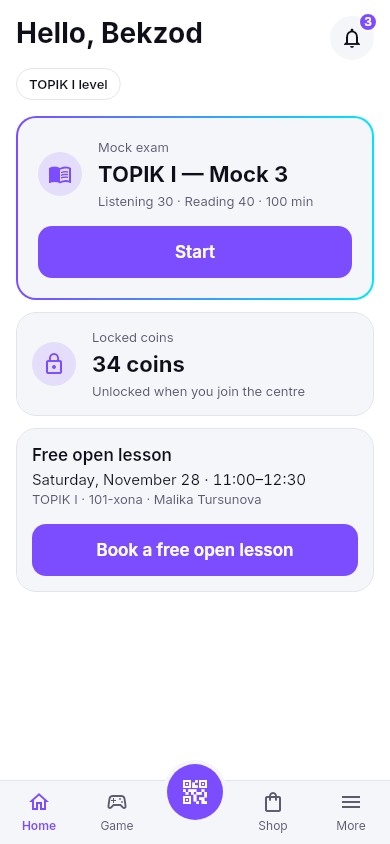 Hello, Bekzod
3
TOPIK I level
Mock exam
TOPIK I — Mock 3
Listening 30 · Reading 40 · 100 min
Start
Locked coins
34 coins
Unlocked when you join the centre
Free open lesson
Saturday, November 28 · 11:00–12:30
TOPIK I · 101-xona · Malika Tursunova
Book a free open lesson
Home
Game
Shop
More